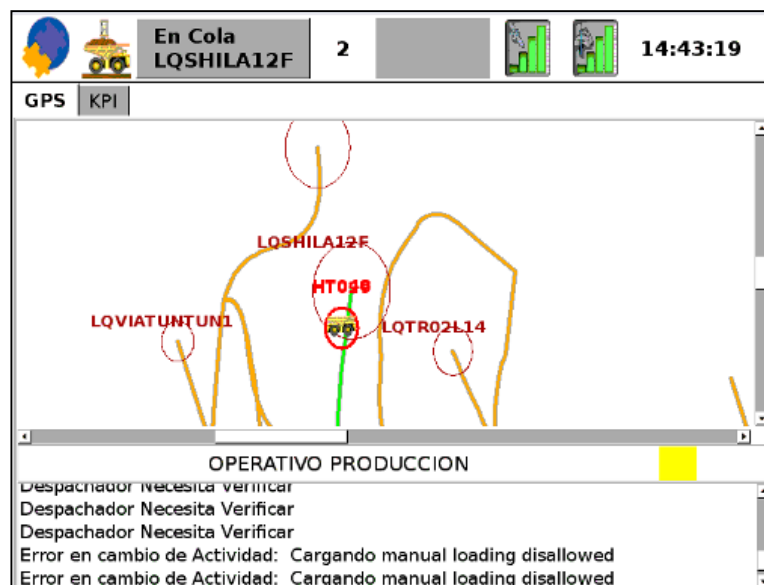 En Cola
LQSHILA12F
2
14:43:19
GPS
KPI
LQSHILA12F
LQVIATUNTUN1
LQTR02L14
OPERATIVO PRODUCCION
Despachador Necesita Verificar
Despachador Necesita Verificar
Despachador Necesita Verificar
Error en cambio de Actividad: Cargando manual loading disallowed
Error en cambio de Actividad: Cargando manual loading disallowed